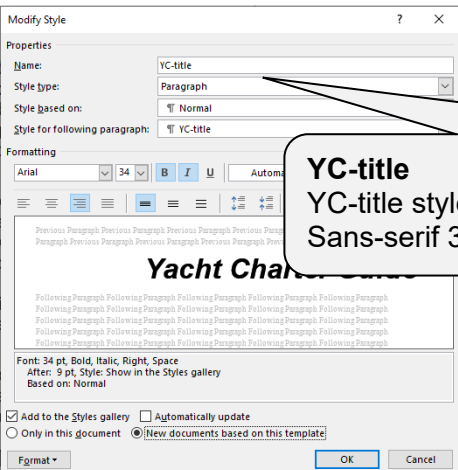 Modify Style ? ×
Properties
Name: YC-title
Style type: Paragraph
Style based on: ¶ Normal
Style for following paragraph: ¶ YC-title
Formatting
Arial 34 B I U Automa
YC-title
YC-title style
Sans-serif 3
Previous Paragraph Previous Paragraph Previous Paragraph Previous Paragraph
Paragraph Previous Paragraph Previous Paragraph Previous Paragraph
Yacht Charter Guide
Following Paragraph Following Paragraph Following Paragraph Following Paragraph Following Paragraph
Following Paragraph Following Paragraph Following Paragraph Following Paragraph Following Paragraph
Following Paragraph Following Paragraph Following Paragraph Following Paragraph Following Paragraph
Following Paragraph Following Paragraph Following Paragraph Following Paragraph Following Paragraph
Following Paragraph Following Paragraph Following Paragraph Following Paragraph Following Paragraph
Font: 34 pt, Bold, Italic, Right, Space
After: 9 pt, Style: Show in the Styles gallery
Based on: Normal
Add to the Styles gallery Automatically update
Only in this document New documents based on this template
Format OK Cancel